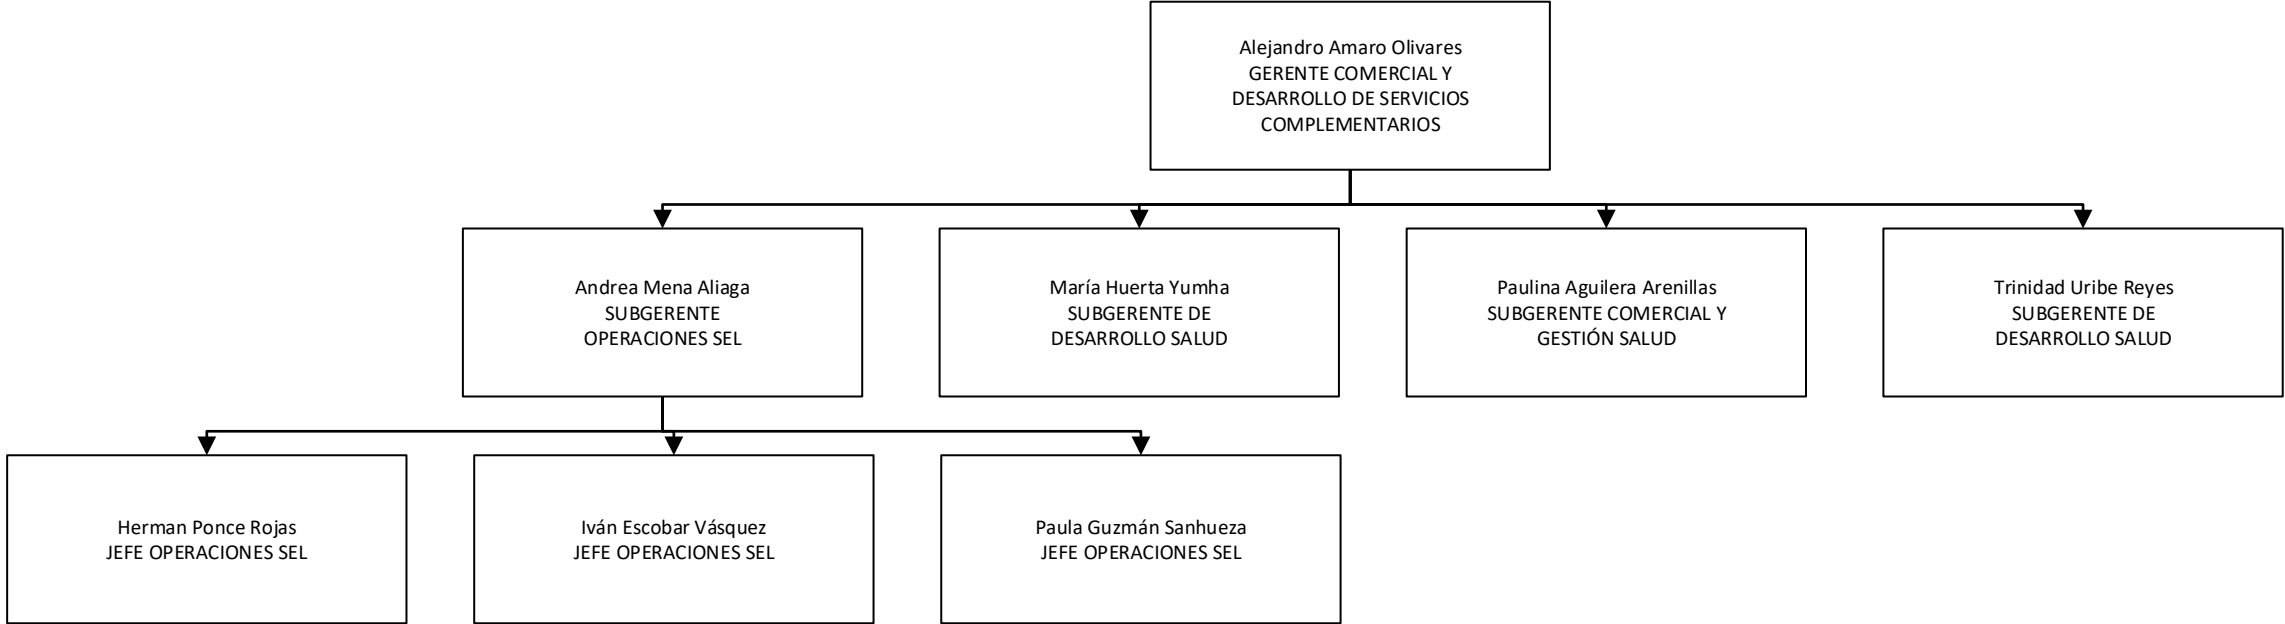 Alejandro Amaro Olivares
GERENTE COMERCIAL Y
DESARROLLO DE SERVICIOS
COMPLEMENTARIOS
Andrea Mena Aliaga
SUBGERENTE
OPERACIONES SEL
María Huerta Yumha
SUBGERENTE DE
DESARROLLO SALUD
Paulina Aguilera Arenillas
SUBGERENTE COMERCIAL Y
GESTIÓN SALUD
Trinidad Uribe Reyes
SUBGERENTE DE
DESARROLLO SALUD
Herman Ponce Rojas
JEFE OPERACIONES SEL
Iván Escobar Vásquez
JEFE OPERACIONES SEL
Paula Guzmán Sanhueza
JEFE OPERACIONES SEL